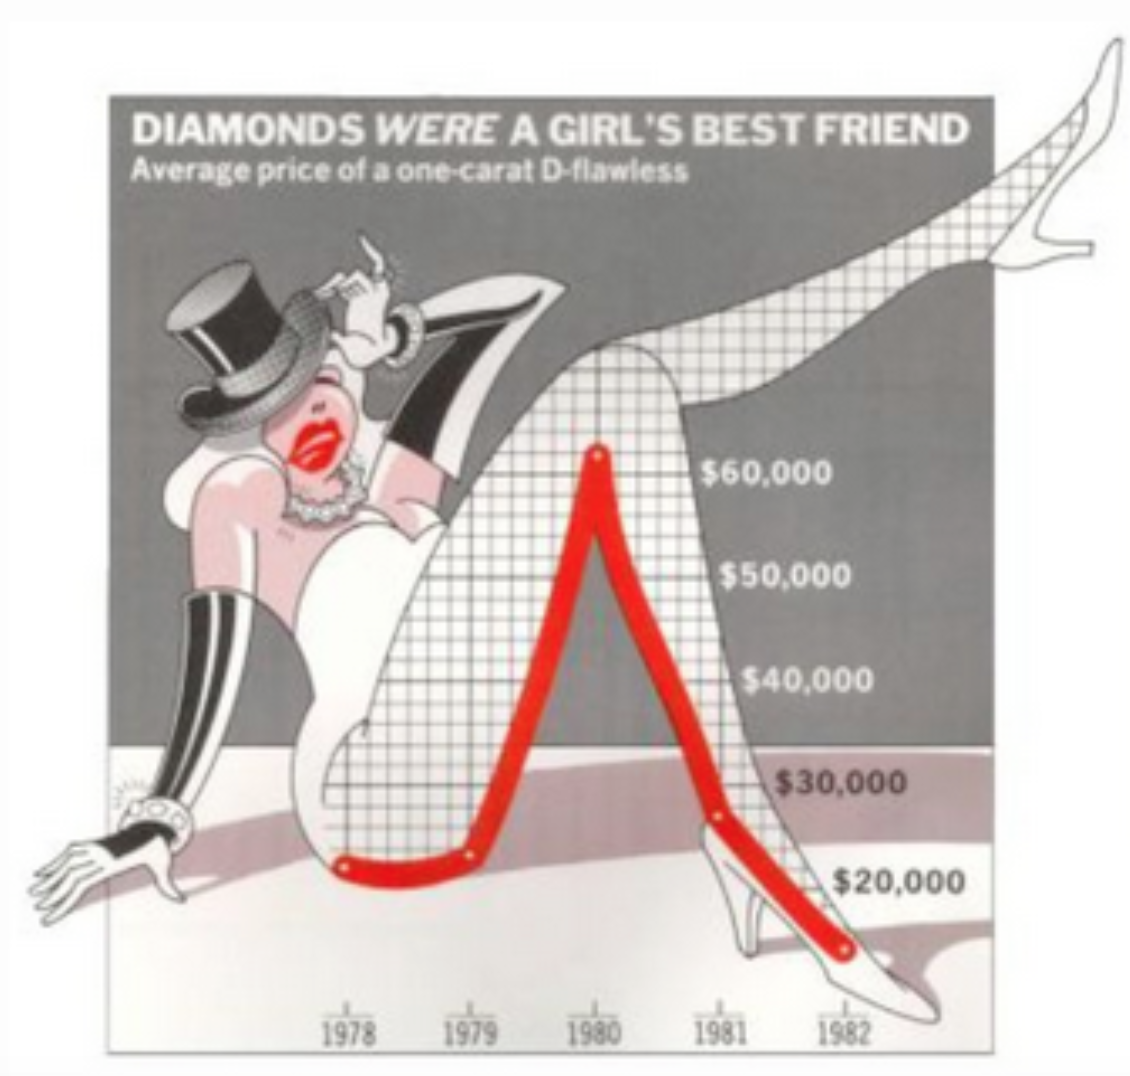 DIAMONDS WERE A GIRL'S BEST FRIEND
Average price of a one-carat D-flawless
$60,000
$50,000
$40,000
$30,000
$20,000
1978 1979 1980 1981 1982